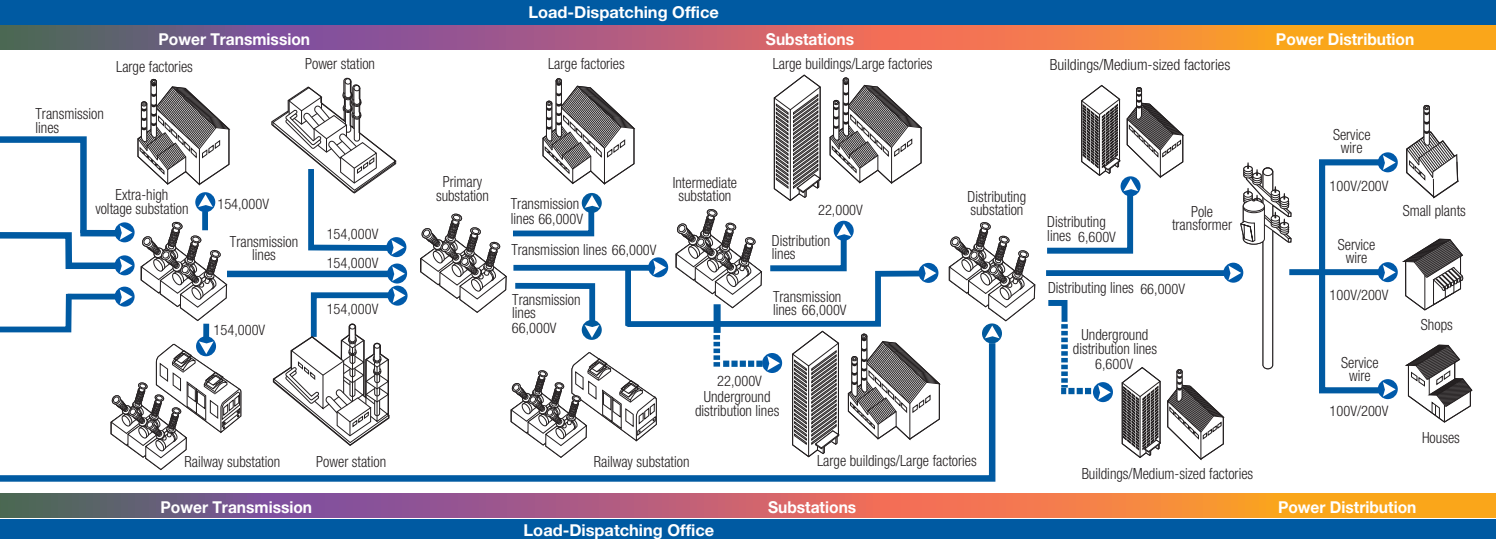 Load-Dispatching Office
Power Transmission
Substations
Power Distribution
Large factories
Power station
Large factories
Large buildings/Large factories
Buildings/Medium-sized factories
Transmission
lines
Extra-high
voltage substation
154,000V
Transmission
lines
154,000V
154,000V
154,000V
154,000V
Railway substation
Power station
Primary
substation
Transmission
lines 66,000V
Transmission lines 66,000V
Transmission
lines
66,000V
Railway substation
Intermediate
substation
22,000V
Distribution
lines
Transmission
lines 66,000V
22,000V
Underground
distribution lines
Large buildings/Large factories
Distributing
substation
Distributing
lines 6,600V
Distributing lines 66,000V
Underground
distribution lines
6,600V
Buildings/Medium-sized factories
Pole
transformer
Service
wire
100V/200V
Small plants
Service
wire
100V/200V
Shops
Service
wire
100V/200V
Houses
Power Transmission
Substations
Power Distribution
Load-Dispatching Office